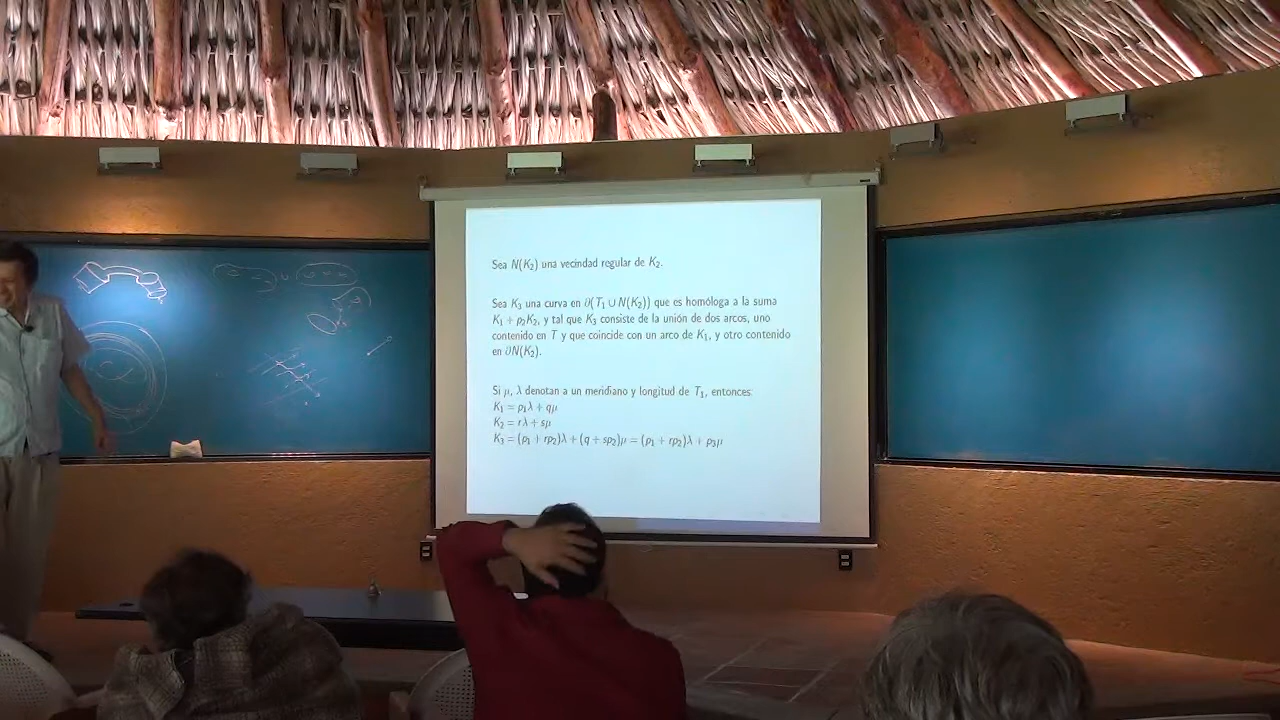 Sea N(K₂) una vecindad regular de K₂.
Sea K₃ una curva en ∂(T₁ ∪ N(K₂)) que es homóloga a la suma
K₁ + p₂K₂, y tal que K₃ consiste de la unión de dos arcos, uno
contenido en T y que coincide con un arco de K₁, y otro contenido
en ∂N(K₂).
Si μ, λ denotan a un meridiano y longitud de T₁, entonces
K₁ = p₁λ + qμ
K₂ = rλ + sμ
K₃ = (p₁ + rp₂)λ + (q + sp₂)μ = (p₁ + rp₂)λ + p₃μ